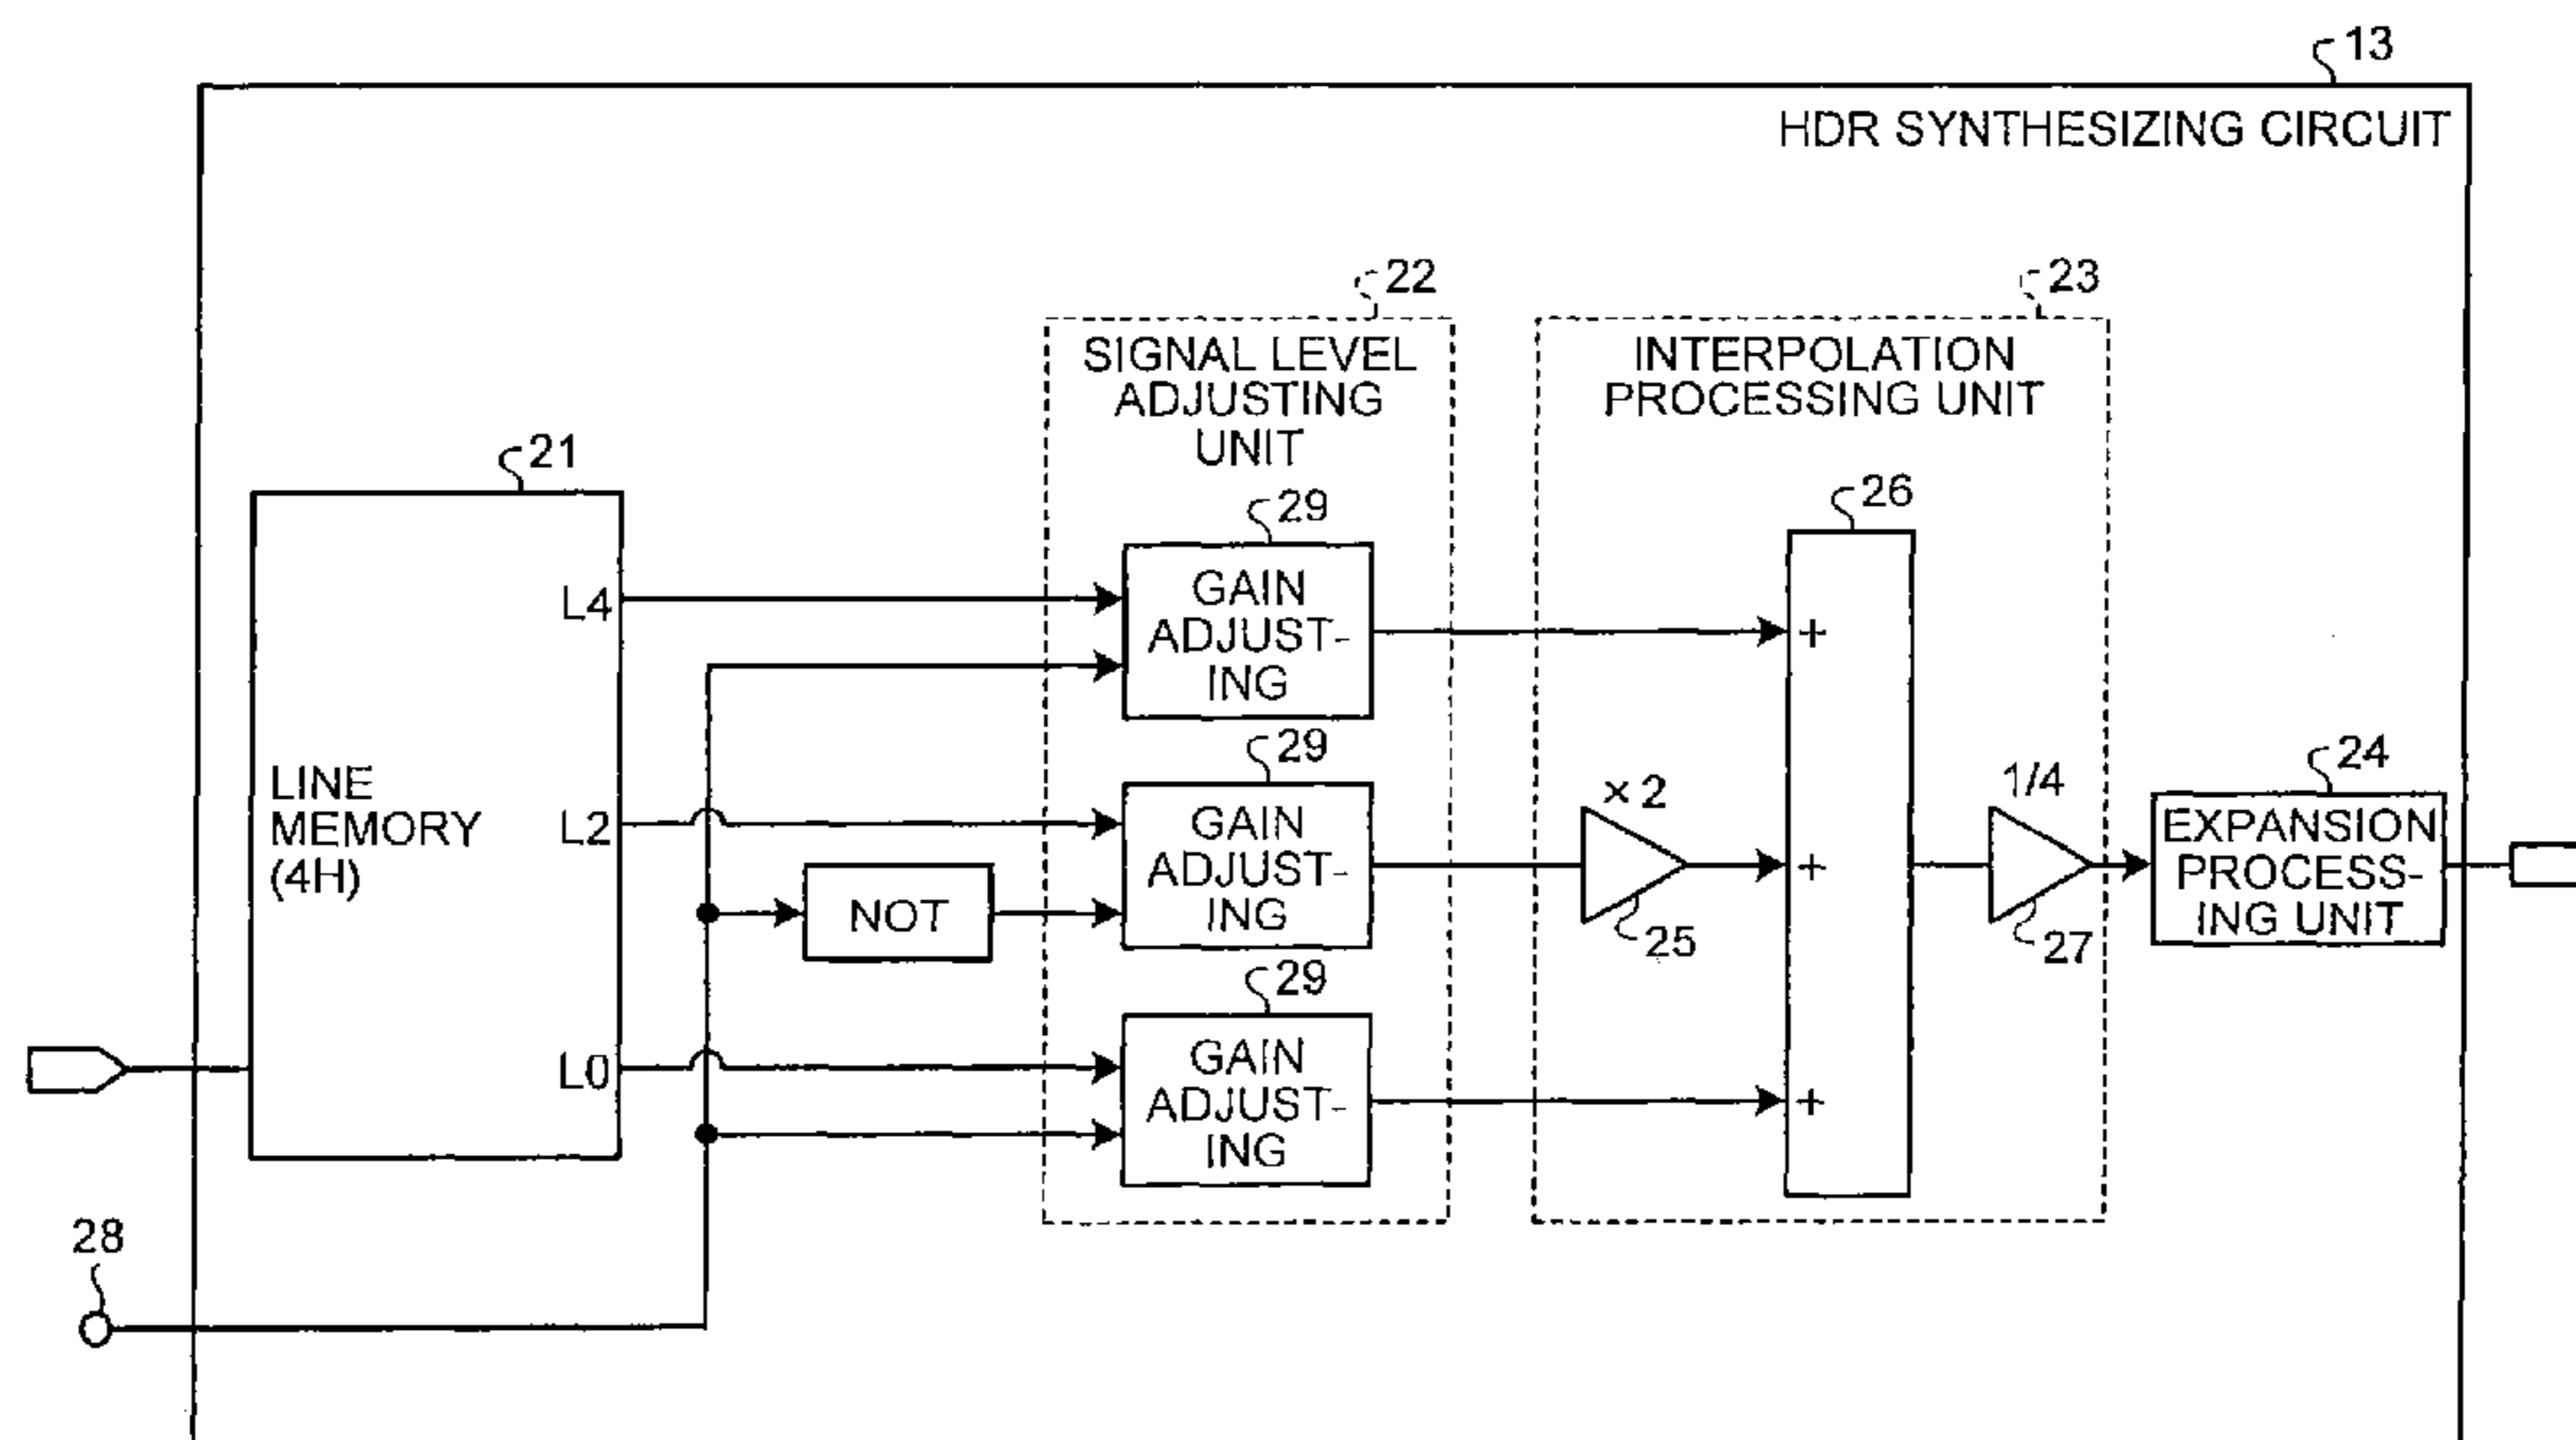 13
HDR SYNTHESIZING CIRCUIT
22
23
SIGNAL LEVEL
ADJUSTING
UNIT
INTERPOLATION
PROCESSING UNIT
21
LINE
MEMORY
(4H)
L4
L2
L0
29
GAIN
ADJUST-
ING
29
GAIN
ADJUST-
ING
29
GAIN
ADJUST-
ING
NOT
26
+
+
+
×2
25
1/4
27
24
EXPANSION
PROCESS-
ING UNIT
28